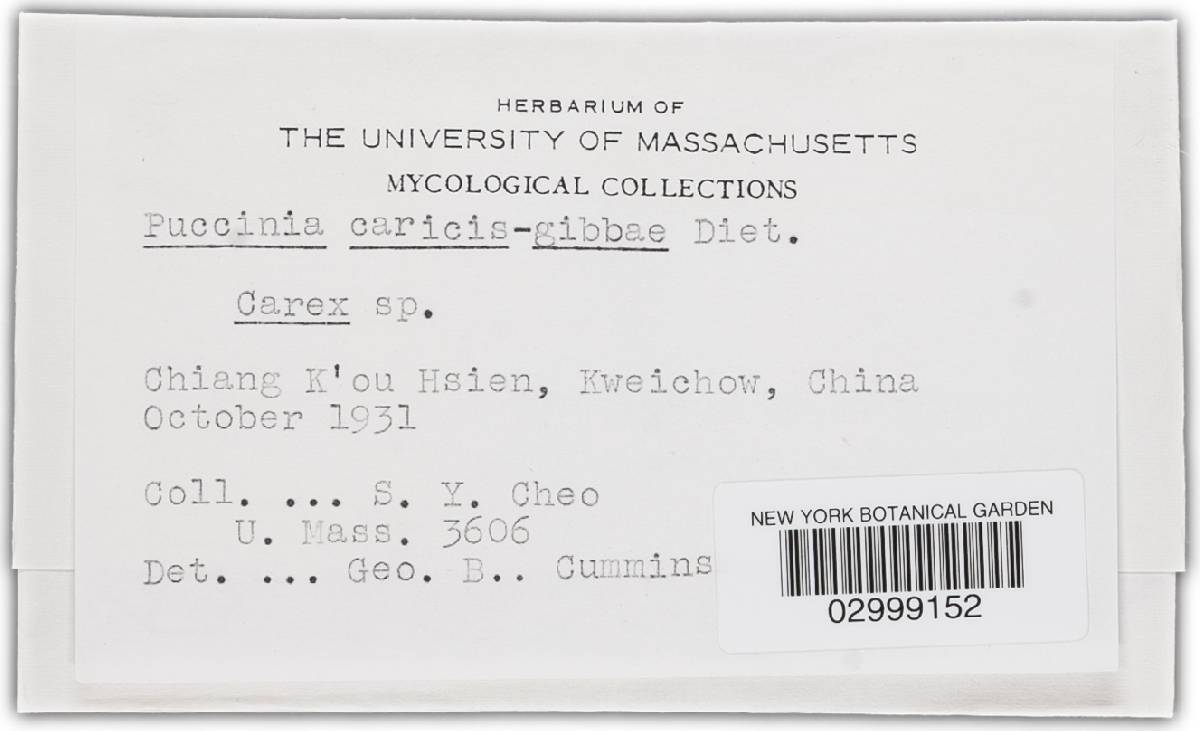 HERBARIUM OF
THE UNIVERSITY OF MASSACHUSETTS
MYCOLOGICAL COLLECTIONS
Puccinia caricis-gibbae Diet.
Carex sp.
Chiang K'ou Hsien, Kweichow, China
October 1931
Coll. ... S. Y. Cheo
U. Mass. 3606
Det. ... Geo. B.. Cummins
NEW YORK BOTANICAL GARDEN
02999152